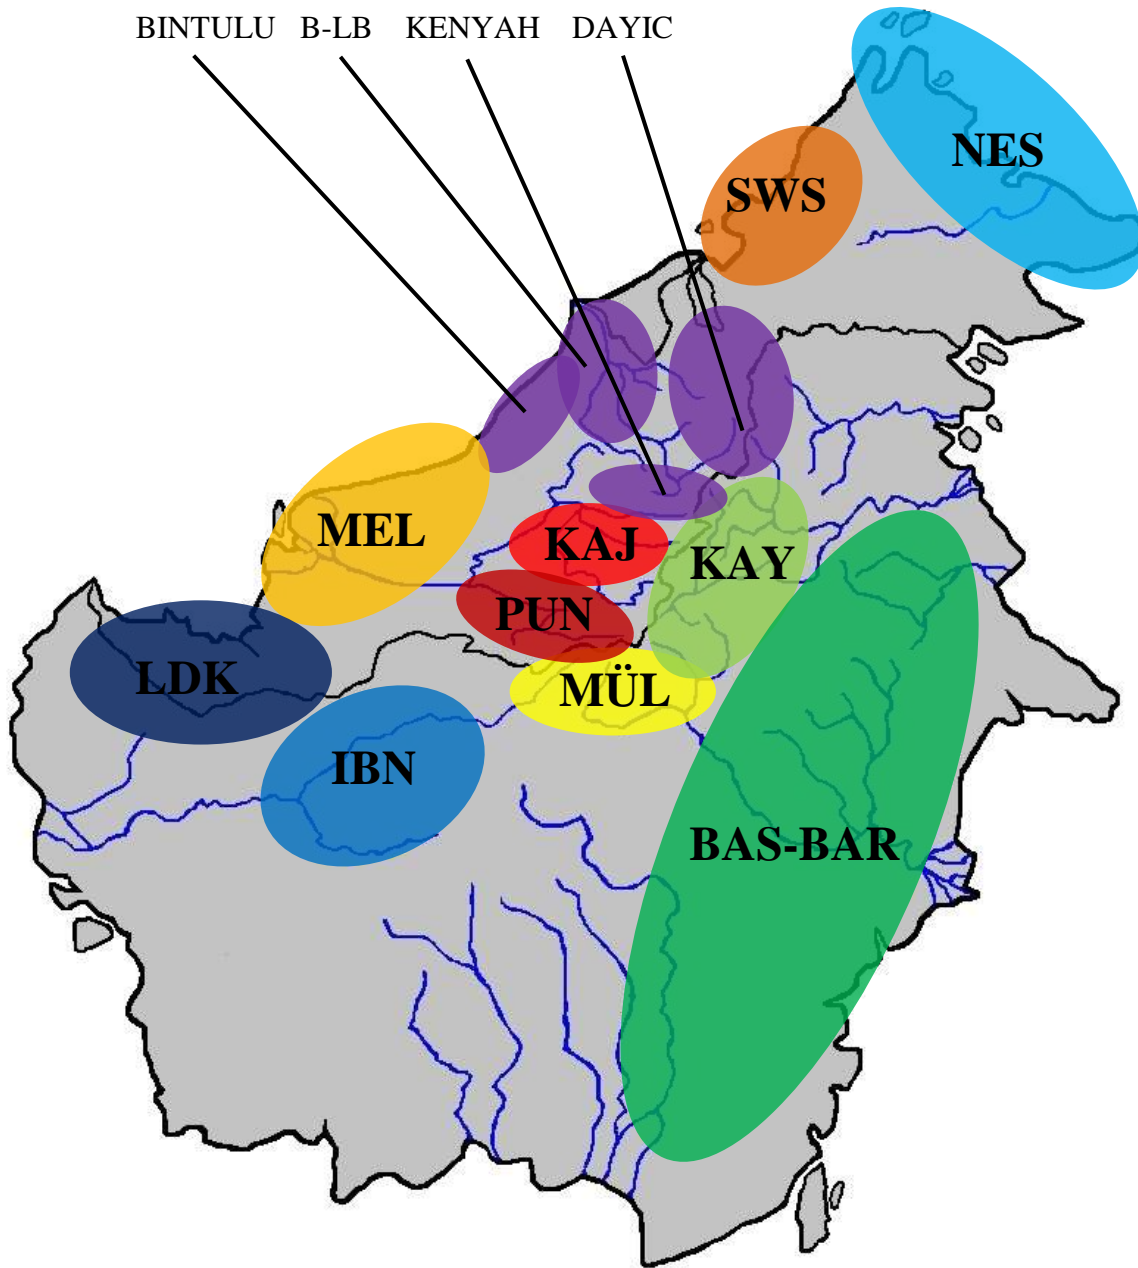 BINTULU B-LB KENYAH DAYIC
NES
SWS
MEL
KAJ
KAY
PUN
LDK
MÜL
IBN
BAS-BAR